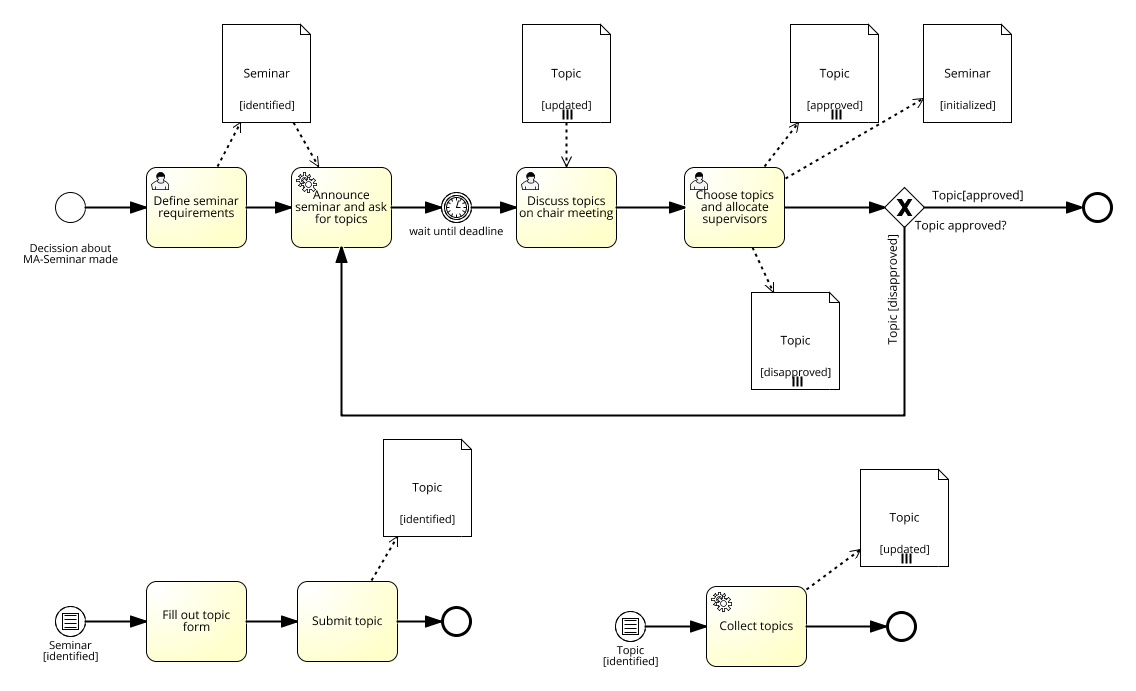 Seminar
[identified]
Topic
[updated]
Topic
[approved]
Seminar
[initialized]
Decission about
MA-Seminar made
Define seminar
requirements
Announce
seminar and ask
for topics
wait until deadline
Discuss topics
on chair meeting
Choose topics
and allocate
supervisors
Topic[approved]
Topic approved?
Topic [disapproved]
Topic
[disapproved]
Topic
[identified]
Seminar
[identified]
Fill out topic
form
Submit topic
Topic
[updated]
Topic
[identified]
Collect topics